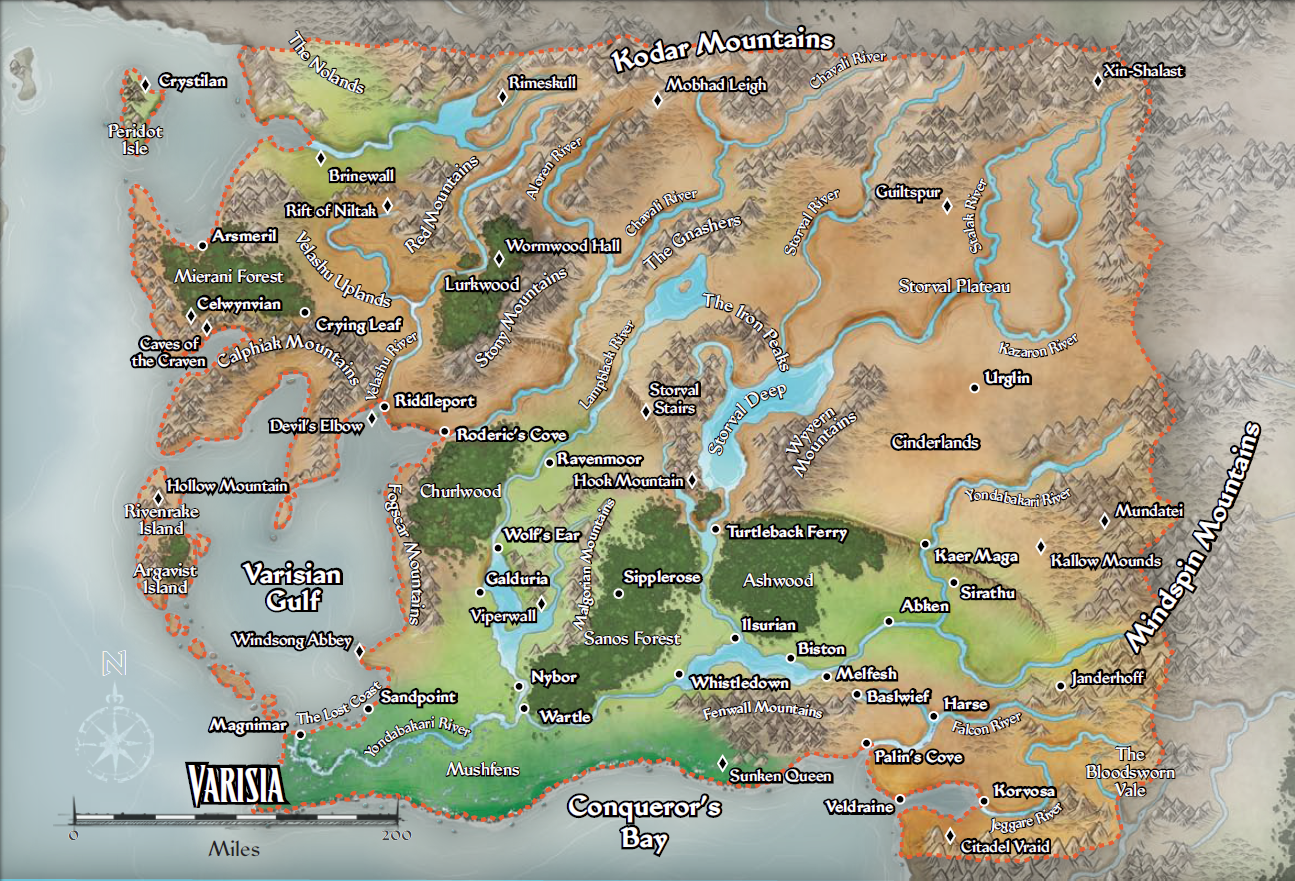 The Nolands
Kodar Mountains
Crystilan
Rimeskull
Mobhad Leigh
Chavali River
Xin-Shalast
Peridot
Isle
Brinewall
Red Mountains
Aloren River
Rift of Niltak
Chavali River
Guiltspur
Storval River
Sealak River
Arsmeril
Velashu Uplands
Wormwood Hall
The Gnashers
Mierani Forest
Lurkwood
Storval Plateau
Celwynvian
Crying Leaf
Stony Mountains
The Iron Peaks
Caves of
the Craven
Calphiak Mountains
Velashu River
Lampblack River
Kazaron River
Urglin
Storval
Stairs
Riddleport
Devil's Elbow
Roderic's Cove
Storval Deep
Wyvern
Mountains
Cinderlands
Ravenmoor
Hook Mountain
Hollow Mountain
Rivenrake
Island
Churlwood
Yondabakari River
Mundatei
Mindspin Mountains
Fogscar Mountains
Wolf's Ear
Malgorian Mountains
Turtleback Ferry
Kaer Maga
Kallow Mounds
Argavist
Island
Varisian
Gulf
Galduria
Sipplerose
Ashwood
Sirathu
Viperwall
Abken
Windsong Abbey
Sanos Forest
Ilsurian
Biston
N
Nybor
Whistledown
Melfesh
Janderhoff
The Lost Coast
Sandpoint
Baslwief
Harse
Magnimar
Wartle
Fenwall Mountains
Falcon River
Yondabakari River
Palin's Cove
The
Bloodsworn
Vale
Mushfens
Sunken Queen
VARISIA
Conqueror's
Bay
Veldraine
Korvosa
Jeggare River
0
200
Miles
Citadel Vraid